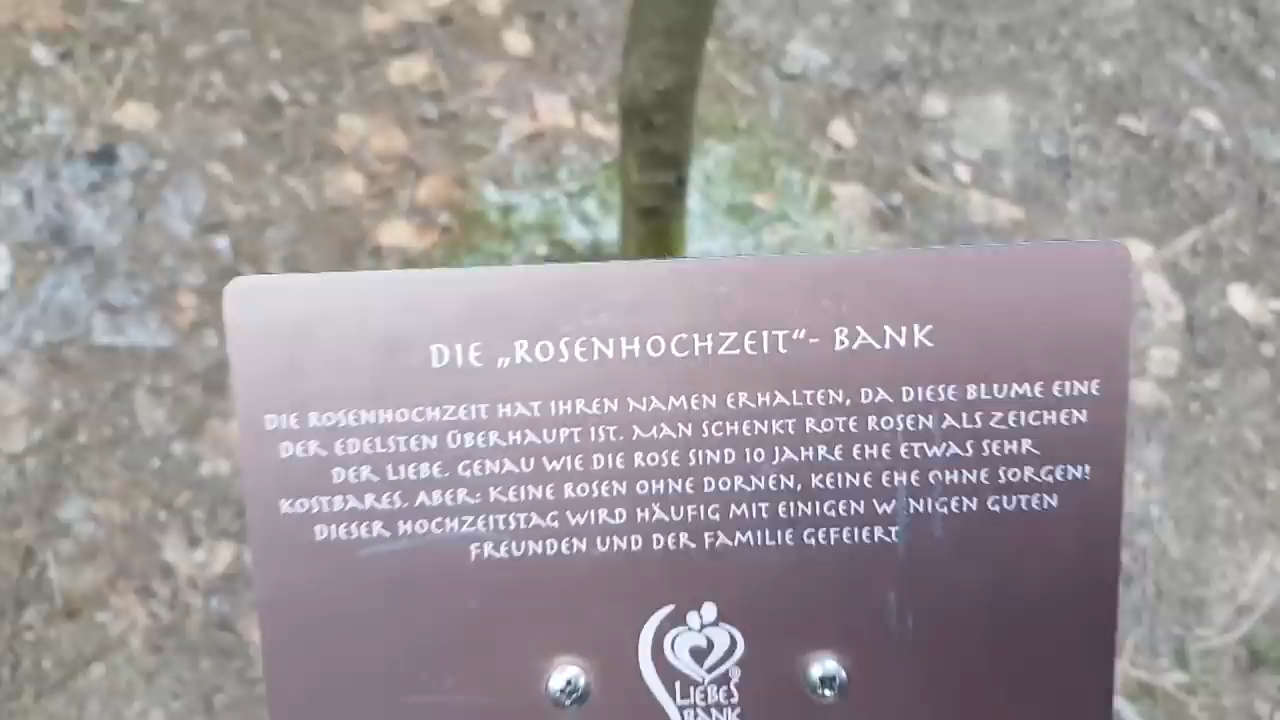 DIE „ROSENHOCHZEIT“- BANK
DIE ROSENHOCHZEIT HAT IHREN NAMEN ERHALTEN, DA DIESE BLUME EINE
DER EDELSTEN ÜBERHAUPT IST. MAN SCHENKT ROTE ROSEN ALS ZEICHEN
DER LIEBE. GENAU WIE DIE ROSE SIND 10 JAHRE EHE ETWAS SEHR
KOSTBARES. ABER: KEINE ROSEN OHNE DORNEN, KEINE EHE OHNE SORGEN!
DIESER HOCHZEITSTAG WIRD HÄUFIG MIT EINIGEN WENIGEN GUTEN
FREUNDEN UND DER FAMILIE GEFEIERT
LIEBES
BANK
®